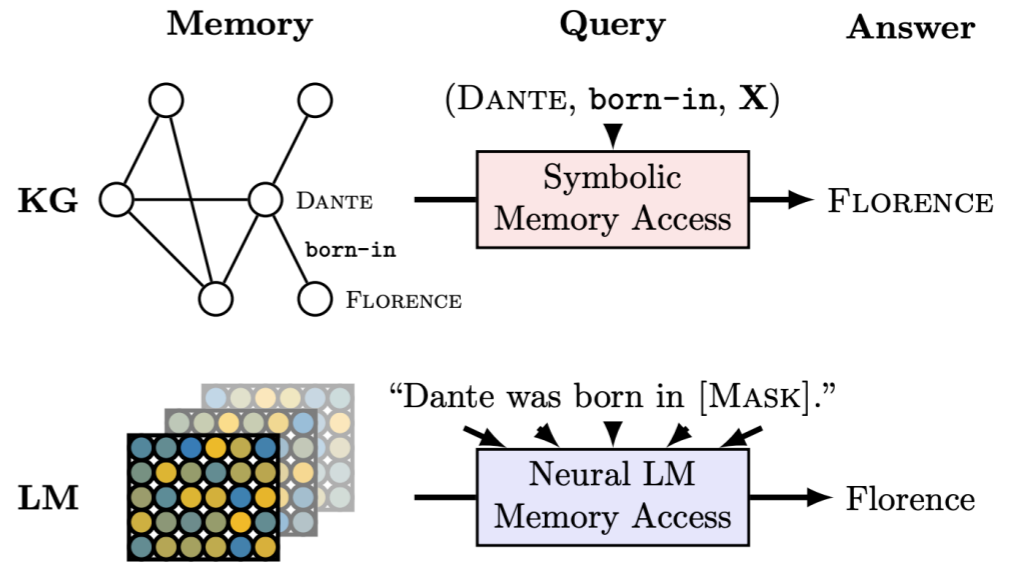 Memory Query Answer
(DANTE, born-in, X)
KG
DANTE
born-in
FLORENCE
Symbolic
Memory Access
FLORENCE
“Dante was born in [MASK].”
LM
Neural LM
Memory Access
Florence